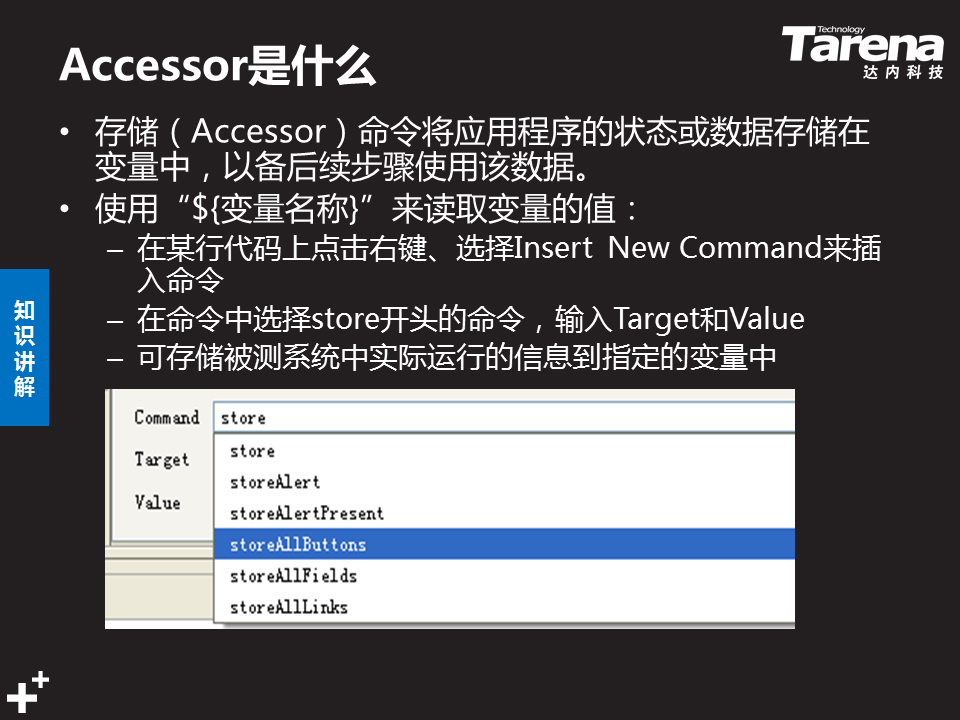 Accessor是什么
Technology
Tarena
达内科技
• 存储（Accessor）命令将应用程序的状态或数据存储在
变量中，以备后续步骤使用该数据。
• 使用“${变量名称}”来读取变量的值：
– 在某行代码上点击右键、选择Insert New Command来插
入命令
– 在命令中选择store开头的命令，输入Target和Value
– 可存储被测系统中实际运行的信息到指定的变量中
知识讲解
Command store
Target
Value
store
storeAlert
storeAlertPresent
storeAllButtons
storeAllFields
storeAllLinks